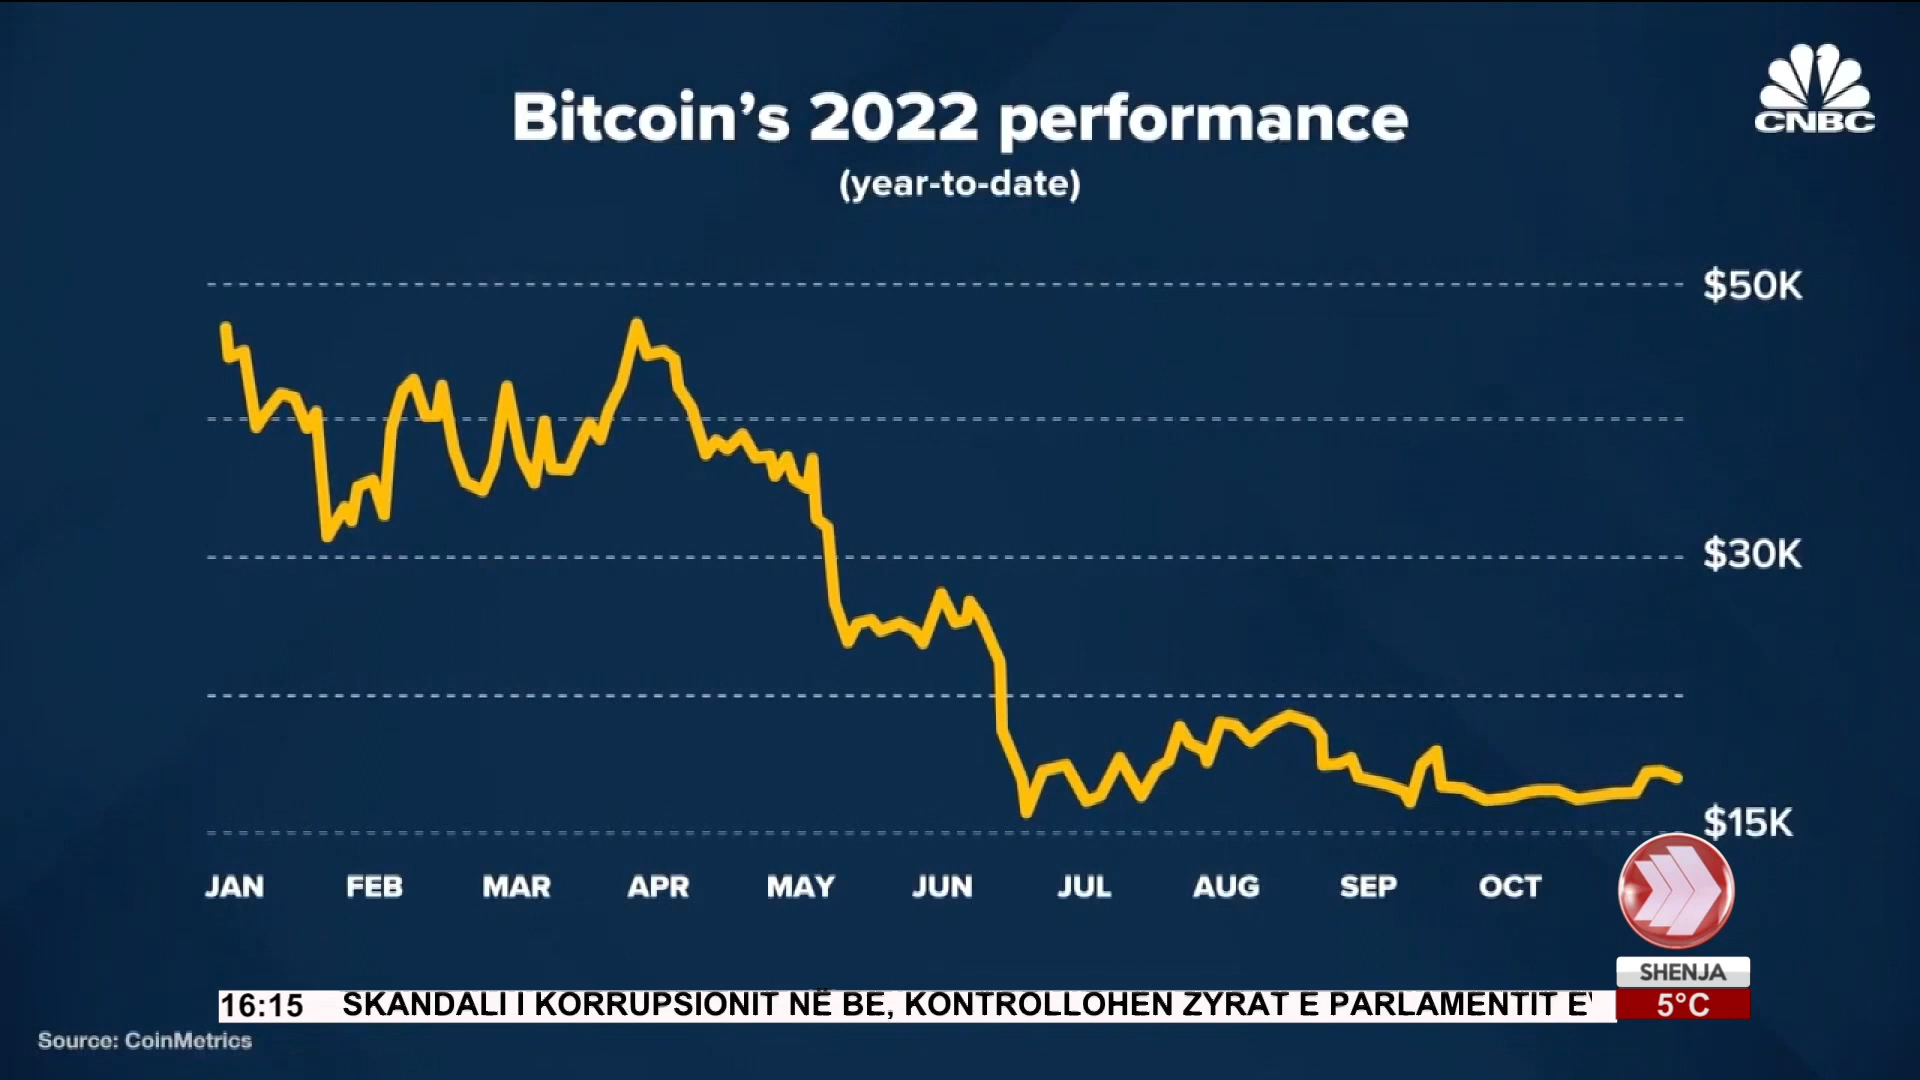 Bitcoin's 2022 performance
(year-to-date)
CNBC
$50K
$30K
$15K
JAN FEB MAR APR MAY JUN JUL AUG SEP OCT
SHENJA
16:15 SKANDALI I KORRUPSIONIT NË BE, KONTROLLOHEN ZYRAT E PARLAMENTIT
5°C
Source: CoinMetrics